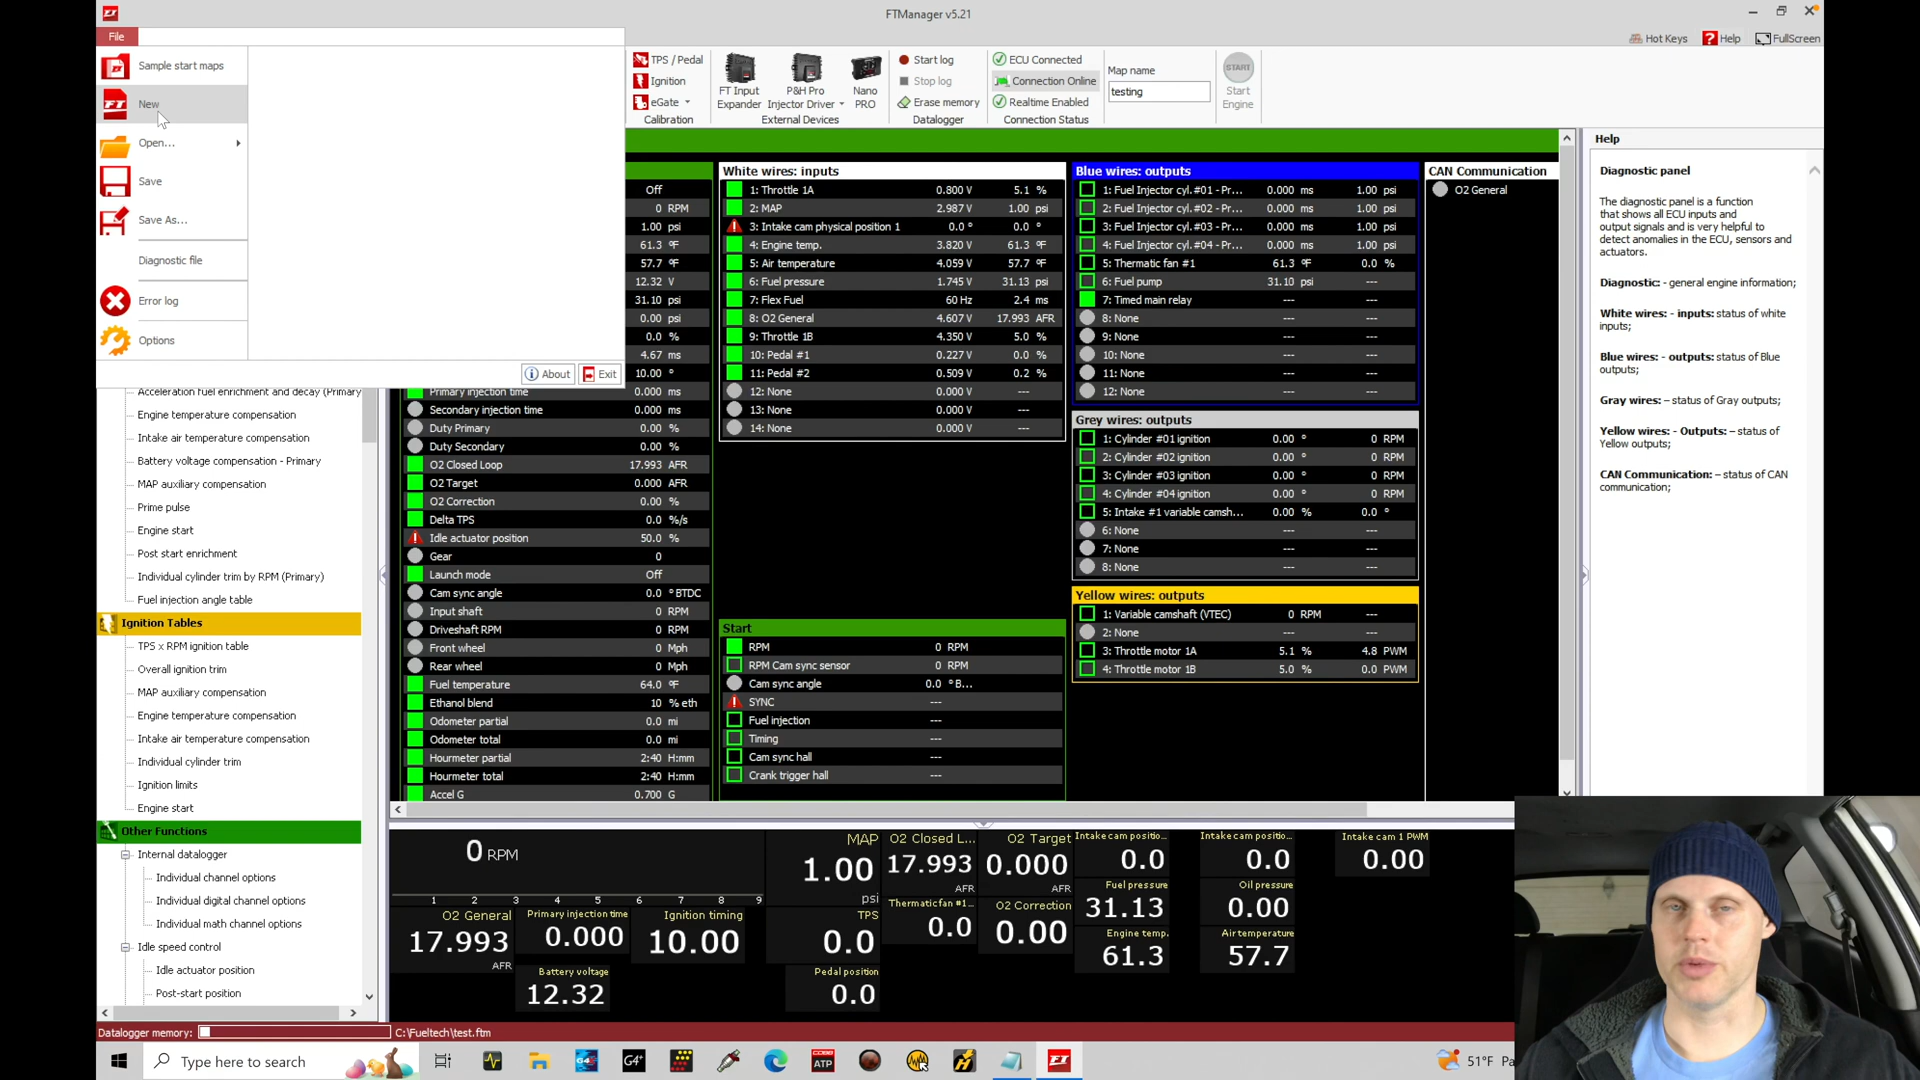 FTManager v5.21
File
Hot Keys
Help
FullScreen
Sample start maps
New
Open...
Save
Save As...
Diagnostic file
Error log
Options
About
Exit
TPS / Pedal
Ignition
eGate
Calibration
FT Input Expander
P&H Pro Injector Driver
Nano PRO
External Devices
Start log
Stop log
Erase memory
Datalogger
ECU Connected
Connection Online
Realtime Enabled
Connection Status
Map name
testing
START
Start Engine
Acceleration fuel enrichment and decay (Primary
Engine temperature compensation
Intake air temperature compensation
Battery voltage compensation - Primary
MAP auxiliary compensation
Prime pulse
Engine start
Post start enrichment
Individual cylinder trim by RPM (Primary)
Fuel injection angle table
Ignition Tables
TPS x RPM ignition table
Overall ignition trim
MAP auxiliary compensation
Engine temperature compensation
Intake air temperature compensation
Individual cylinder trim
Ignition limits
Engine start
Other Functions
Internal datalogger
Individual channel options
Individual digital channel options
Individual math channel options
Idle speed control
Idle actuator position
Post-start position
Off
0 RPM
1.00 psi
61.3 ºF
57.7 ºF
12.32 V
31.10 psi
0.00 psi
0.0 %
4.67 ms
10.00 º
Primary injection time 0.000 ms
Secondary injection time 0.000 ms
Duty Primary 0.00 %
Duty Secondary 0.00 %
O2 Closed Loop 17.993 AFR
O2 Target 0.000 AFR
O2 Correction 0.00 %
Delta TPS 0.0 %/s
Idle actuator position 50.0 %
Gear 0
Launch mode Off
Cam sync angle 0.0 º BTDC
Input shaft 0 RPM
Driveshaft RPM 0 RPM
Front wheel 0 Mph
Rear wheel 0 Mph
Fuel temperature 64.0 ºF
Ethanol blend 10 % eth
Odometer partial 0.0 mi
Odometer total 0.0 mi
Hourmeter partial 2:40 H:mm
Hourmeter total 2:40 H:mm
Accel G 0.700 G
White wires: inputs
1: Throttle 1A 0.800 V 5.1 %
2: MAP 2.987 V 1.00 psi
3: Intake cam physical position 1 0.0 º 0.0 º
4: Engine temp. 3.820 V 61.3 ºF
5: Air temperature 4.059 V 57.7 ºF
6: Fuel pressure 1.745 V 31.13 psi
7: Flex Fuel 60 Hz 2.4 ms
8: O2 General 4.607 V 17.993 AFR
9: Throttle 1B 4.350 V 5.0 %
10: Pedal #1 0.227 V 0.0 %
11: Pedal #2 0.509 V 0.2 %
12: None 0.000 V ---
13: None 0.000 V ---
14: None 0.000 V ---
Start
RPM 0 RPM
RPM Cam sync sensor 0 RPM
Cam sync angle 0.0 º B...
SYNC ---
Fuel injection ---
Timing ---
Cam sync hall ---
Crank trigger hall ---
Blue wires: outputs
1: Fuel Injector cyl.#01 - Pr... 0.000 ms 1.00 psi
2: Fuel Injector cyl.#02 - Pr... 0.000 ms 1.00 psi
3: Fuel Injector cyl.#03 - Pr... 0.000 ms 1.00 psi
4: Fuel Injector cyl.#04 - Pr... 0.000 ms 1.00 psi
5: Thermatic fan #1 61.3 ºF 0.0 %
6: Fuel pump 31.10 psi ---
7: Timed main relay --- ---
8: None --- ---
9: None --- ---
10: None --- ---
11: None --- ---
12: None --- ---
Grey wires: outputs
1: Cylinder #01 ignition 0.00 º 0 RPM
2: Cylinder #02 ignition 0.00 º 0 RPM
3: Cylinder #03 ignition 0.00 º 0 RPM
4: Cylinder #04 ignition 0.00 º 0 RPM
5: Intake #1 variable camsh... 0.00 % 0.0 º
6: None --- ---
7: None --- ---
8: None --- ---
Yellow wires: outputs
1: Variable camshaft (VTEC) 0 RPM ---
2: None --- ---
3: Throttle motor 1A 5.1 % 4.8 PWM
4: Throttle motor 1B 5.0 % 0.0 PWM
CAN Communication
O2 General
Help
Diagnostic panel
The diagnostic panel is a function
that shows all ECU inputs and
output signals and is very helpful to
detect anomalies in the ECU, sensors and
actuators.
Diagnostic: - general engine information;
White wires: - inputs: status of white
inputs;
Blue wires: - outputs: status of Blue
outputs;
Gray wires: – status of Gray outputs;
Yellow wires: - Outputs: – status of
Yellow outputs;
CAN Communication: – status of CAN
communication;
0 RPM
1 2 3 4 5 6 7 8 9
MAP
1.00
psi
O2 Closed L...
17.993
AFR
O2 Target
0.000
AFR
Intake cam positio...
0.0
Intake cam positio...
0.0
Intake cam 1 PWM
0.00
O2 General
17.993
AFR
Primary injection time
0.000
Ignition timing
10.00
TPS
0.0
Thermatic fan #1...
0.0
O2 Correction
0.00
Fuel pressure
31.13
Oil pressure
0.00
Battery voltage
12.32
Pedal position
0.0
Engine temp.
61.3
Air temperature
57.7
Datalogger memory:
C:\Fueltech\test.ftm
Type here to search
G4+
COBB
ATP
FT
51°F